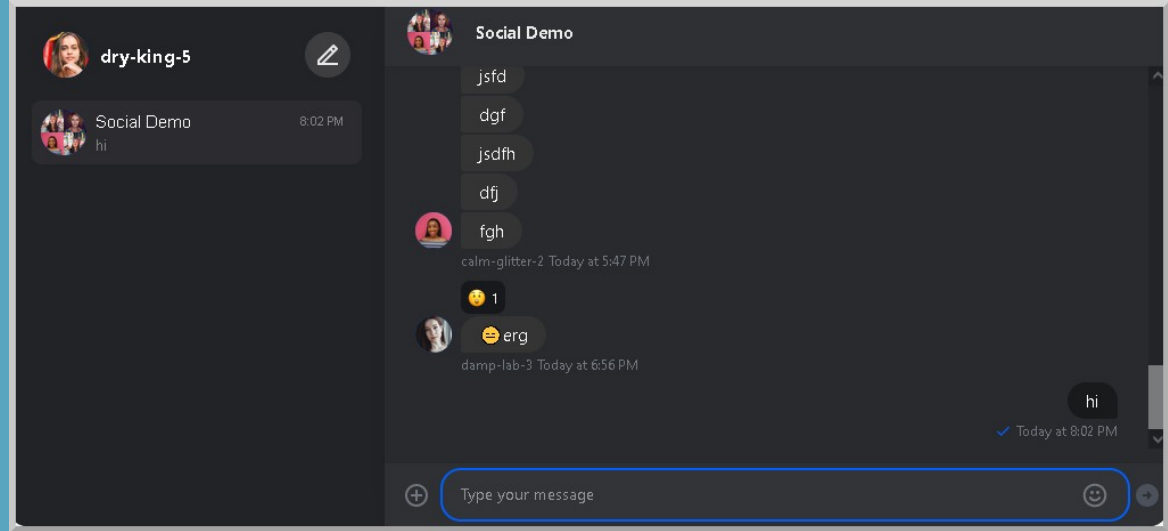 dry-king-5
Social Demo 8:02 PM
hi
Social Demo
jsfd
dgf
jsdfh
dfj
fgh
calm-glitter-2 Today at 5:47 PM
😲 1
😑erg
damp-lab-3 Today at 6:56 PM
hi
Today at 8:02 PM
Type your message